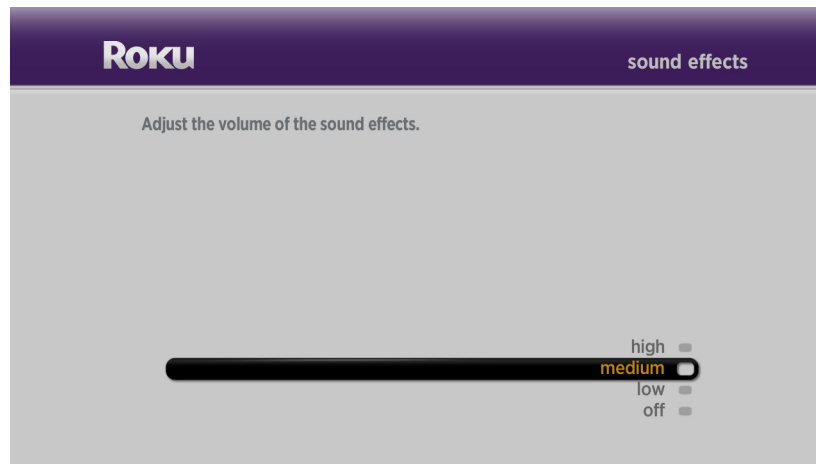 Roku
sound effects
Adjust the volume of the sound effects.
high
medium
low
off